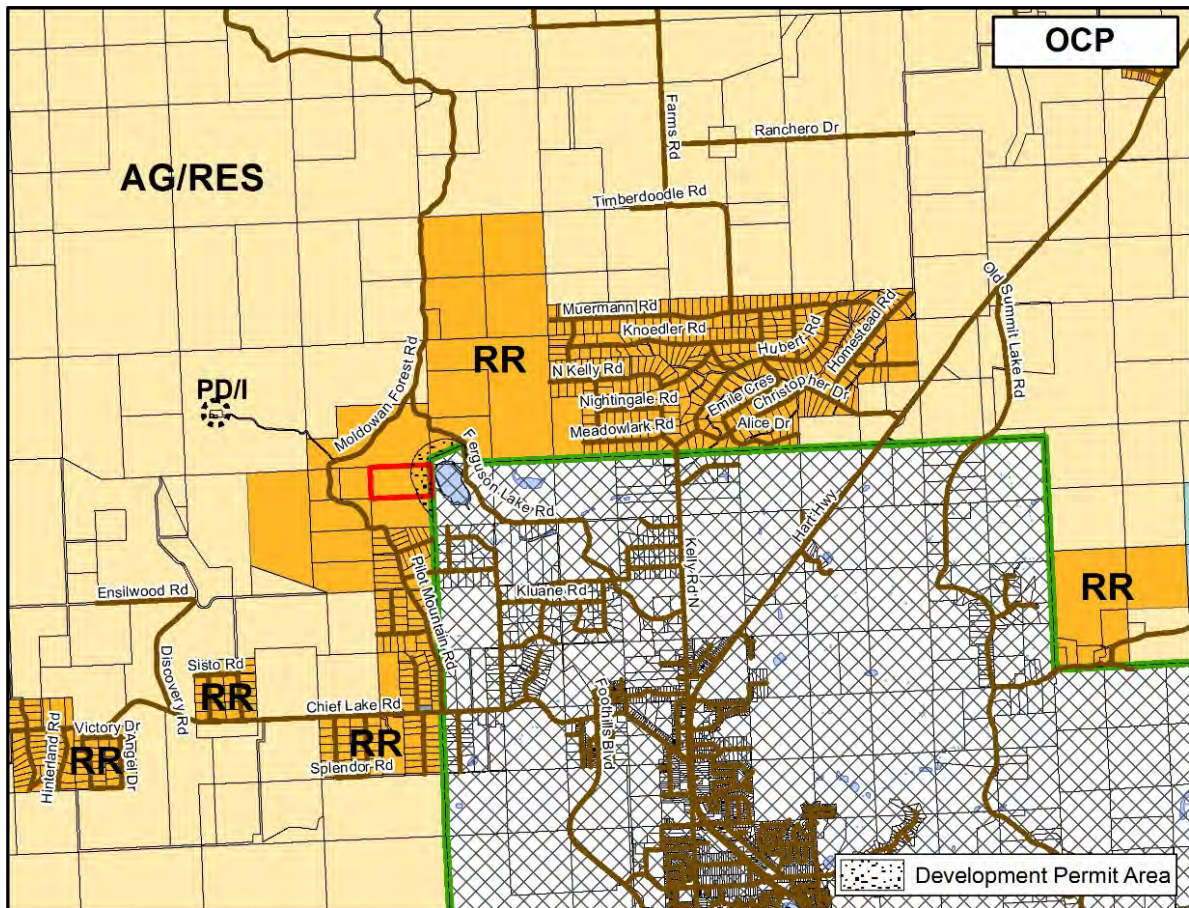 OCP
Farms Rd
Ranchero Dr
AG/RES
Timberdoodle Rd
Old Summit Lake Rd
Muermann Rd
Knoedler Rd
Hubert Rd
Homestead Rd
RR
N Kelly Rd
Emile Cres
Christopher Dr
Moldowan Forest Rd
PD/I
Nightingale Rd
Meadowlark Rd
Alice Dr
Ferguson Lake Rd
Hart Hwy
Kelly Rd N
Pilot Mountain Rd
Kluane Rd
RR
Ensilwood Rd
Discovery Rd
Sisto Rd
RR
Chief Lake Rd
Foothills Blvd
Hinterland Rd
Victory Dr
Angel Dr
RR
RR
Splendor Rd
Development Permit Area